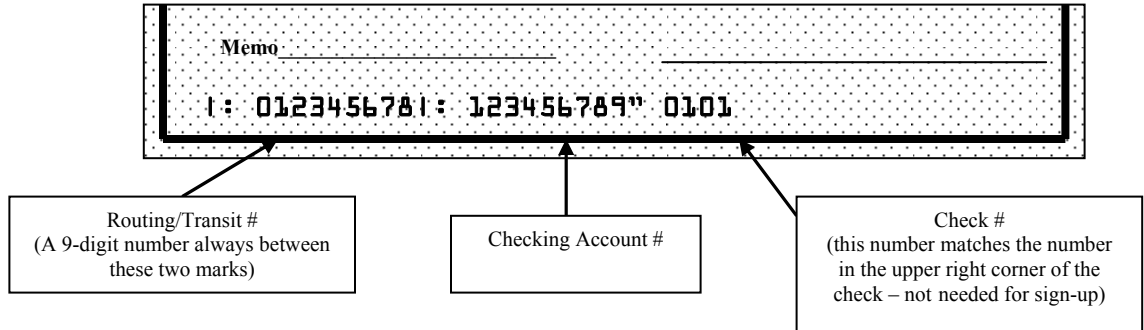 Memo
|: 012345678|: 123456789" 0101
Routing/Transit #
(A 9-digit number always between
these two marks)
Checking Account #
Check #
(this number matches the number
in the upper right corner of the
check – not needed for sign-up)